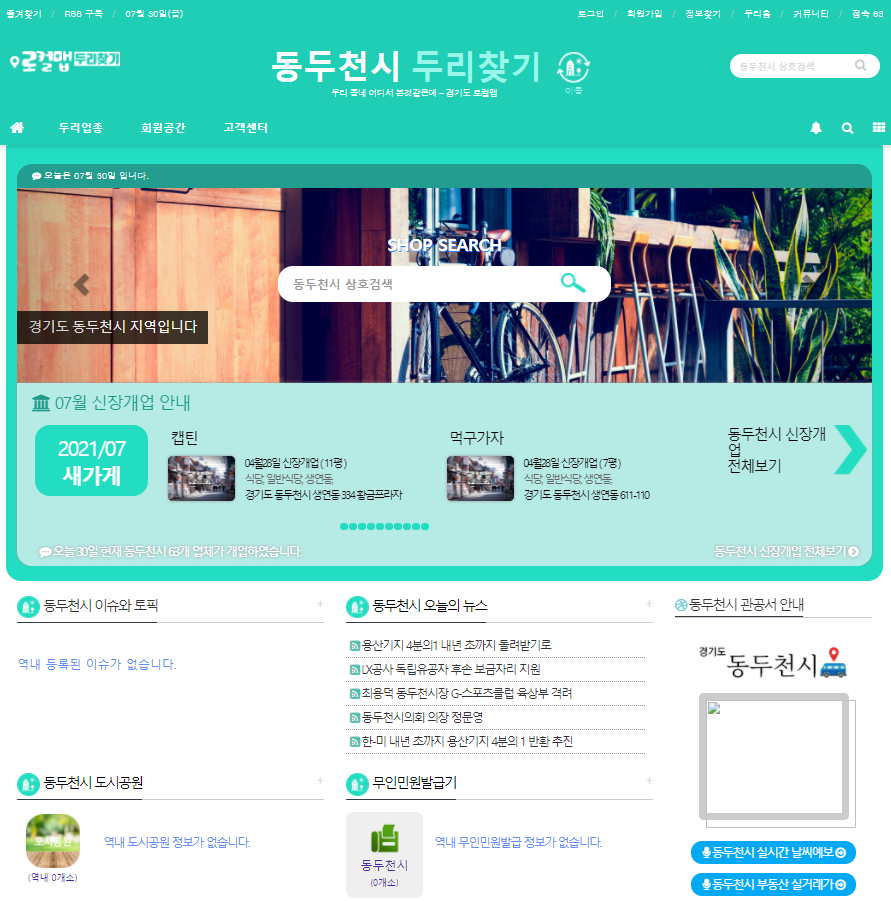 즐겨찾기 / RSS 구독 / 07월 30일(금)
로그인 / 회원가입 / 정보찾기 / 두리홈 / 커뮤니티 / 접속 63
로컬맵 두리찾기
동두천시 두리찾기
이동
우리 동네 어디서 본것같은데 - 경기도 로컬맵
동두천시 상호검색
두리업종 회원공간 고객센터
오늘은 07월 30일 입니다.
SHOP SEARCH
동두천시 상호검색
경기도 동두천시 지역입니다
07월 신장개업 안내
2021/07
새가게
캡틴
04월28일 신장개업 ( 11평 )
식당, 일반식당, 생연동,
경기도 동두천시 생연동 334 황금프라자
먹구가자
04월28일 신장개업 ( 7평 )
식당, 일반식당, 생연동,
경기도 동두천시 생연동 611-110
동두천시 신장개
업
전체보기
오늘 30일 현재 동두천시 63개 업체가 개업하였습니다.
동두천시 신장개업 전체보기
동두천시 이슈와 토픽 +
역내 등록된 이슈가 없습니다.
동두천시 오늘의 뉴스 +
용산기지 4분의1 내년 초까지 돌려받기로
LX공사 독립유공자 후손 보금자리 지원
최용덕 동두천시장 G-스포츠클럽 육상부 격려
동두천시의회 의장 정문영
한-미 내년 초까지 용산기지 4분의 1 반환 추진
동두천시 관공서 안내
경기도 동두천시
동두천시 도시공원 +
도시공원
(역내 0개소)
역내 도시공원 정보가 없습니다.
무인민원발급기 +
동두천시
(0개소)
역내 무인민원발급 정보가 없습니다.
동두천시 실시간 날씨예보
동두천시 부동산 실거래가